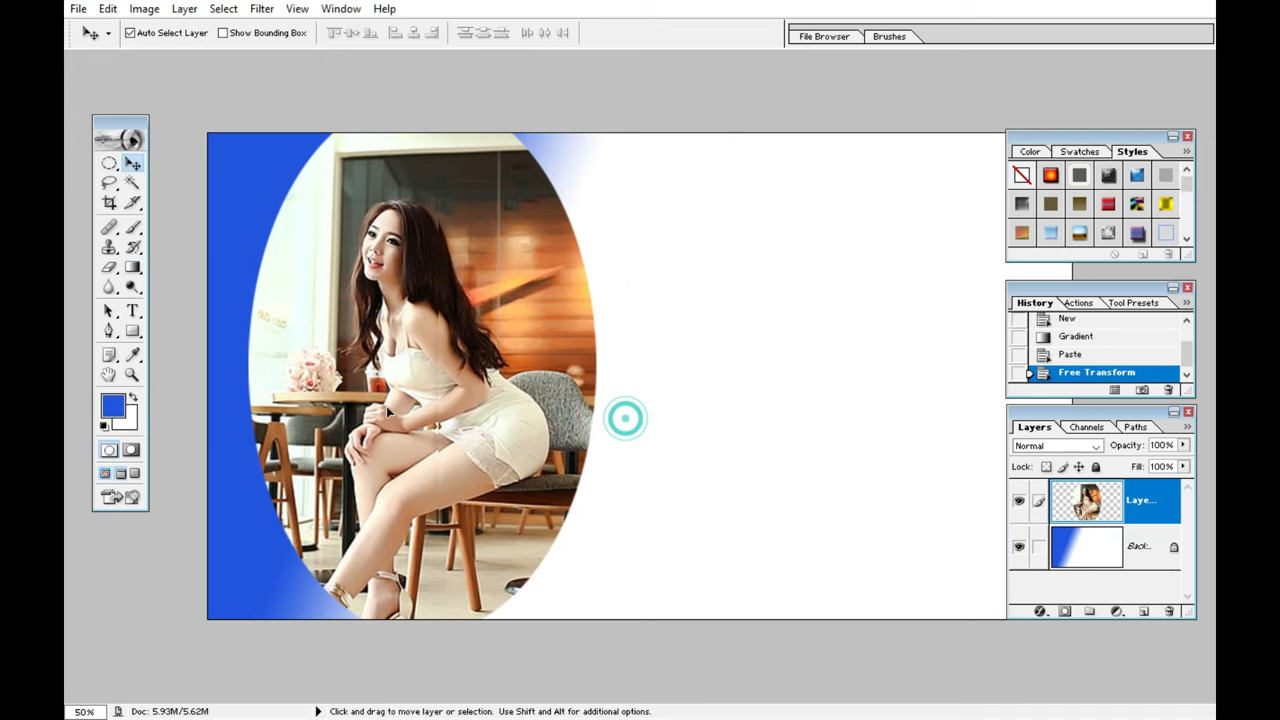 File Edit Image Layer Select Filter View Window Help
Auto Select Layer Show Bounding Box File Browser Brushes
Color Swatches Styles
History Actions Tool Presets
New
Gradient
Paste
Free Transform
Layers Channels Paths
Normal Opacity: 100%
Lock: Fill: 100%
Laye...
Back...
T
50% Doc: 5.93M/5.62M Click and drag to move layer or selection. Use Shift and Alt for additional options.